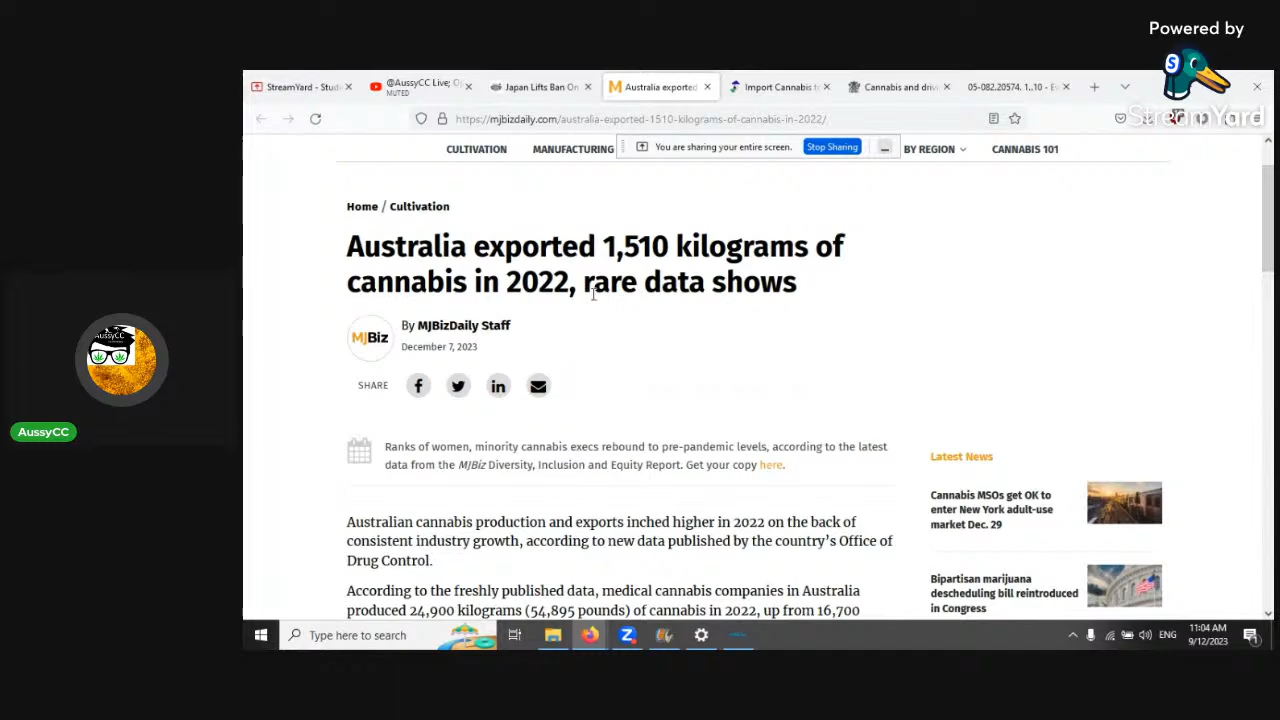 Powered by
StreamYard
StreamYard - Stud
@AussyCC Live; O
MUTED
Japan Lifts Ban On
Australia exported
Import Cannabis t
Cannabis and driv
05-082.20574. 1..10 - E
https://mjbizdaily.com/australia-exported-1510-kilograms-of-cannabis-in-2022/
You are sharing your entire screen.
Stop Sharing
CULTIVATION
MANUFACTURING
BY REGION
CANNABIS 101
Home / Cultivation
Australia exported 1,510 kilograms of
cannabis in 2022, rare data shows
MJBiz
By MJBizDaily Staff
December 7, 2023
SHARE
Ranks of women, minority cannabis execs rebound to pre-pandemic levels, according to the latest
data from the MJBiz Diversity, Inclusion and Equity Report. Get your copy here.
Australian cannabis production and exports inched higher in 2022 on the back of
consistent industry growth, according to new data published by the country's Office of
Drug Control.
According to the freshly published data, medical cannabis companies in Australia
produced 24,900 kilograms (54,895 pounds) of cannabis in 2022, up from 16,700
Latest News
Cannabis MSOs get OK to
enter New York adult-use
market Dec. 29
Bipartisan marijuana
descheduling bill reintroduced
in Congress
AussyCC
AussyCC
Type here to search
ENG
11:04 AM
9/12/2023